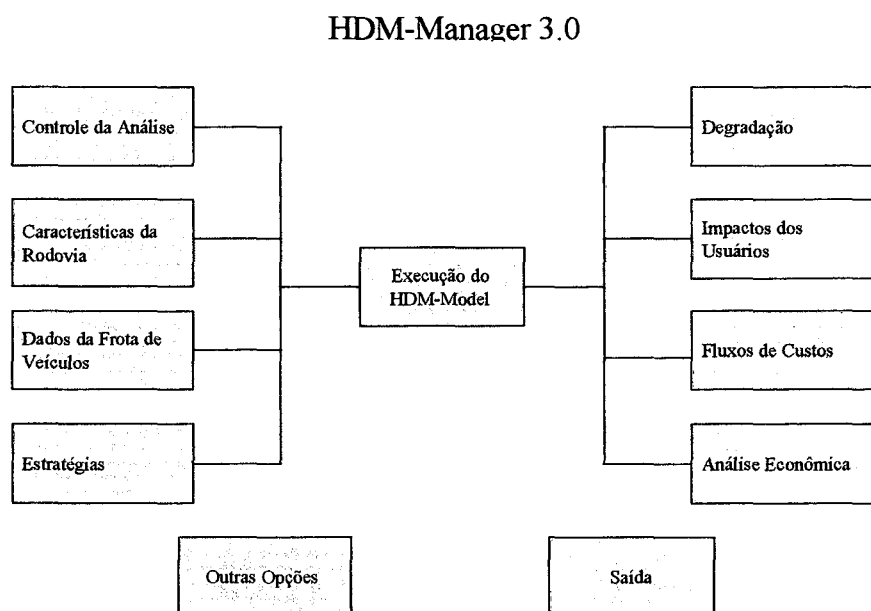 HDM-Manager 3.0
Controle da Análise
Características da
Rodovia
Dados da Frota de
Veículos
Estratégias
Execução do
HDM-Model
Degradação
Impactos dos
Usuários
Fluxos de Custos
Análise Econômica
Outras Opções
Saída